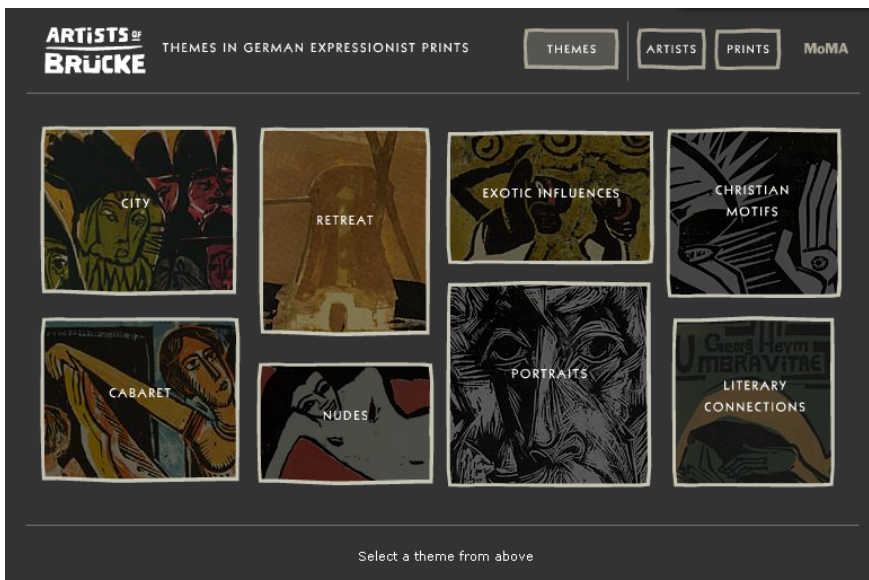 ARTiSTS OF
BRÜCKE
THEMES IN GERMAN EXPRESSIONIST PRINTS
THEMES
ARTISTS
PRINTS
MoMA
CITY
RETREAT
EXOTIC INFLUENCES
CHRISTIAN
MOTIFS
CABARET
NUDES
PORTRAITS
Georg Heym
UMBRA VITAE
LITERARY
CONNECTIONS
Select a theme from above